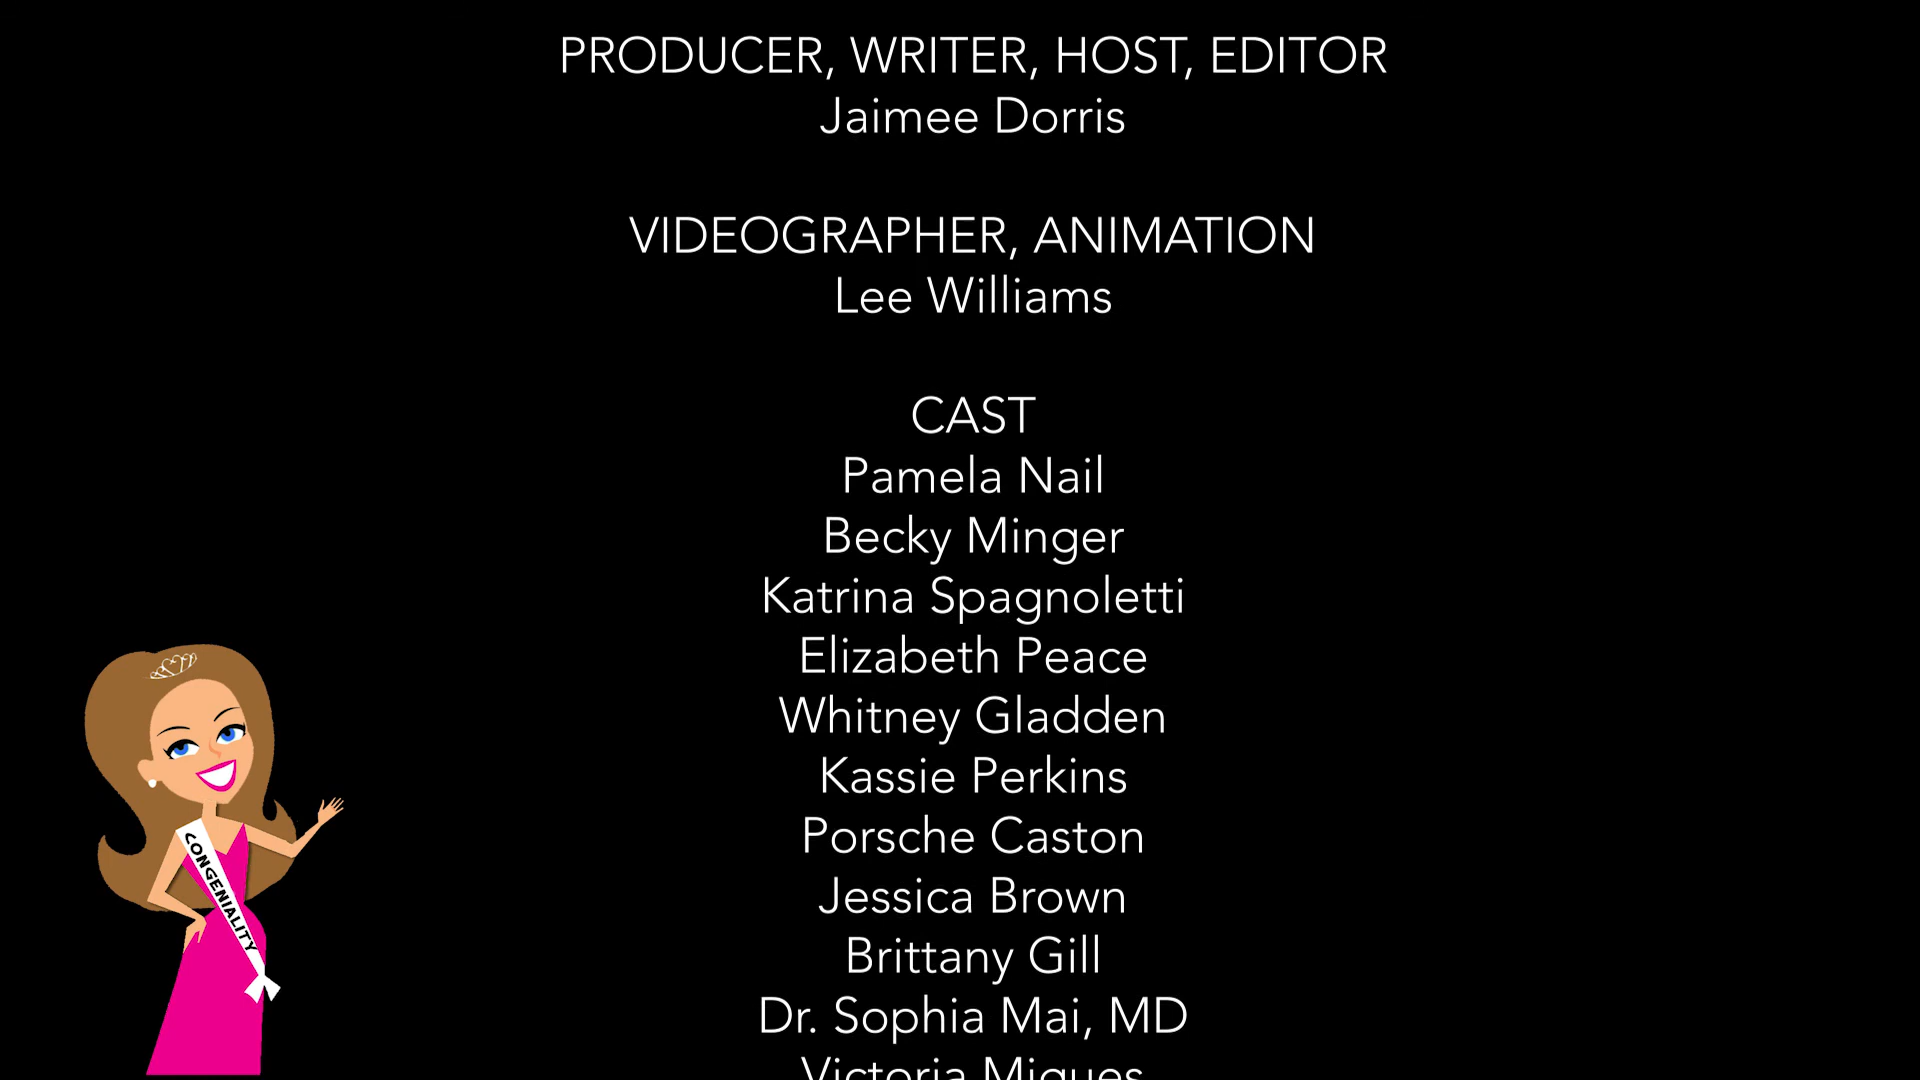 PRODUCER, WRITER, HOST, EDITOR
Jaimee Dorris
VIDEOGRAPHER, ANIMATION
Lee Williams
CAST
Pamela Nail
Becky Minger
Katrina Spagnoletti
Elizabeth Peace
Whitney Gladden
Kassie Perkins
Porsche Caston
Jessica Brown
Brittany Gill
Dr. Sophia Mai, MD
Victoria
CONGENIALITY